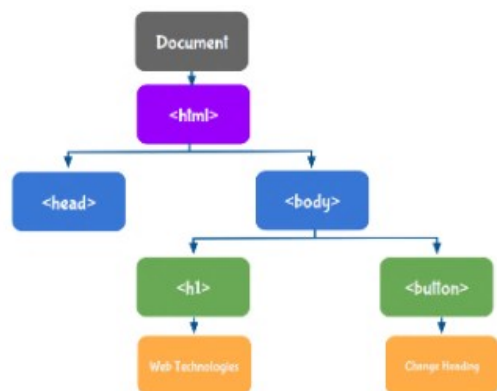 Document
<html>
<head>
<body>
<h1>
<button>
Web Technologies
Change Heading